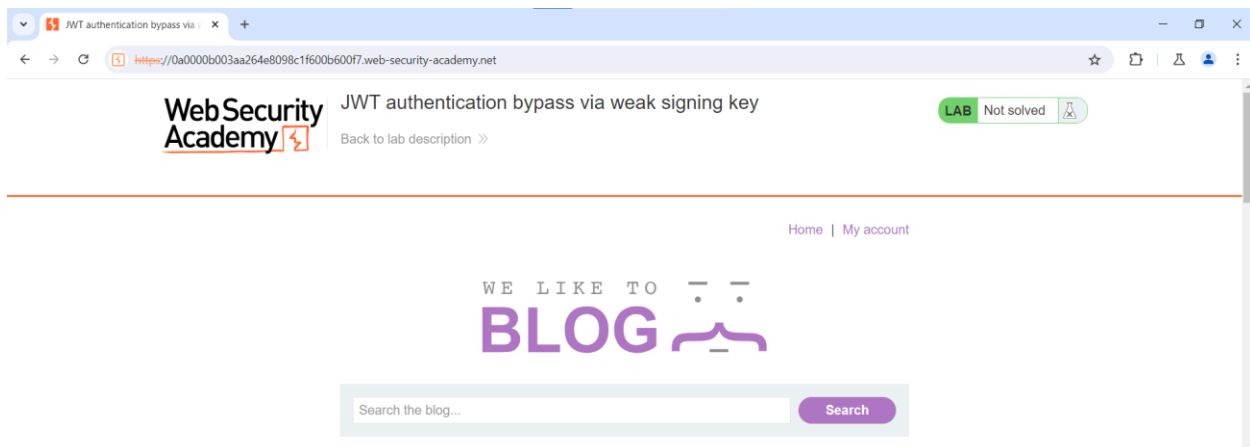 JWT authentication bypass via
https://0a0000b003aa264e8098c1f600b600f7.web-security-academy.net
Web Security
Academy
JWT authentication bypass via weak signing key
Back to lab description
LAB Not solved
Home | My account
WE LIKE TO
BLOG
Search the blog...
Search